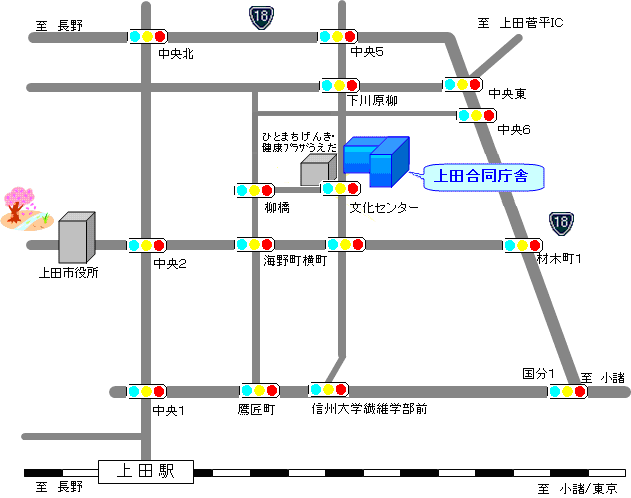 至 長野
18
至 上田菅平IC
中央北
中央5
下川原柳
中央東
中央6
ひとまちげんき・
健康プラザうえだ
上田合同庁舎
柳橋
文化センター
18
上田市役所
中央2
海野町横町
材木町1
国分1
至 小諸
中央1
鷹匠町
信州大学繊維学部前
上田駅
至 長野
至 小諸/東京